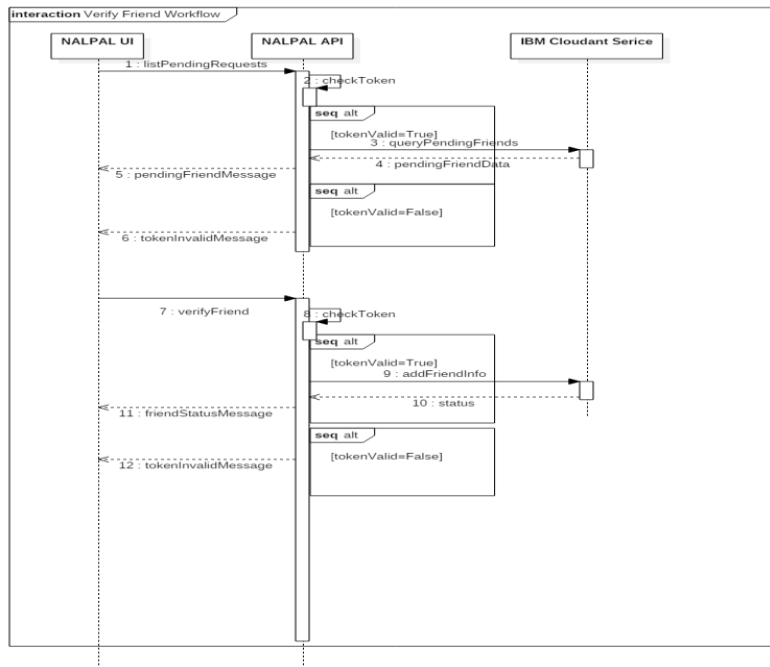 interaction Verify Friend Workflow
NALPAL UI
NALPAL API
IBM Cloudant Serice
1 : listPendingRequests
2 : checkToken
seq alt
[tokenValid=True]
3 : queryPendingFriends
4 : pendingFriendData
5 : pendingFriendMessage
seq alt
[tokenValid=False]
6 : tokenInvalidMessage
7 : verifyFriend
8 : checkToken
seq alt
[tokenValid=True]
9 : addFriendInfo
10 : status
11 : friendStatusMessage
seq alt
[tokenValid=False]
12 : tokenInvalidMessage